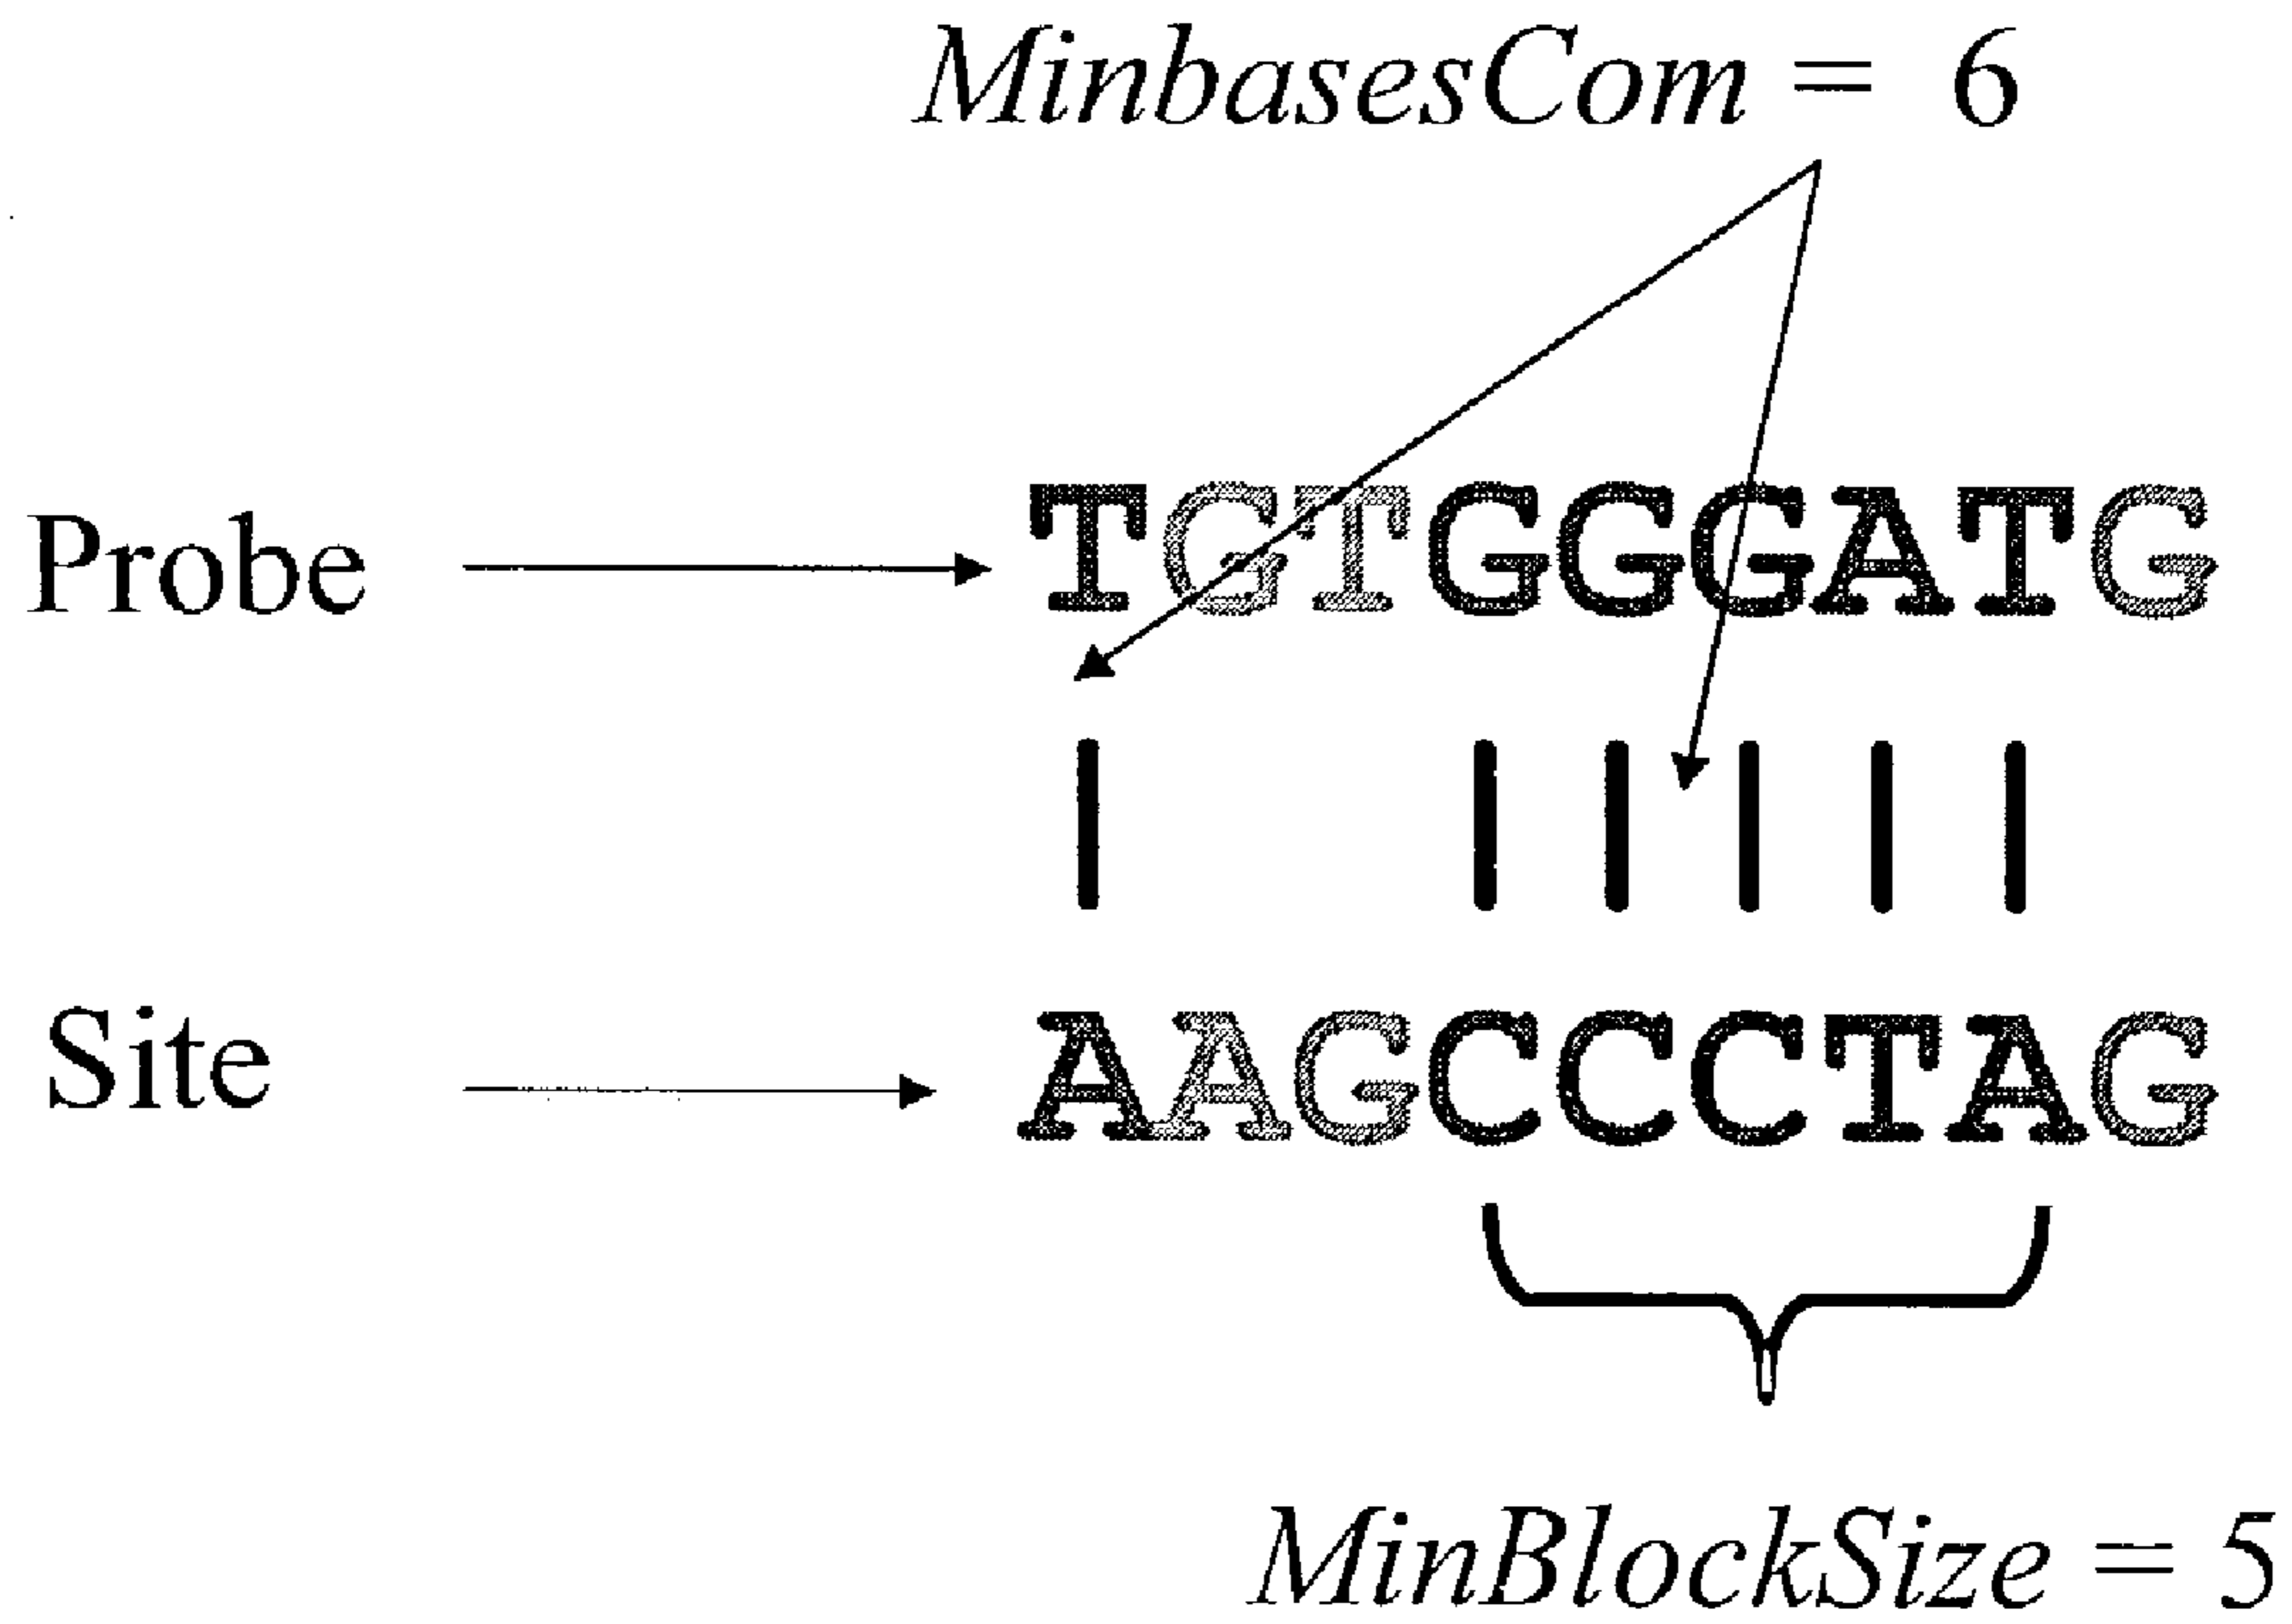 MinbasesCom = 6
Probe TGTGGGATG
Site AAGCCCTAG
MinBlockSize = 5